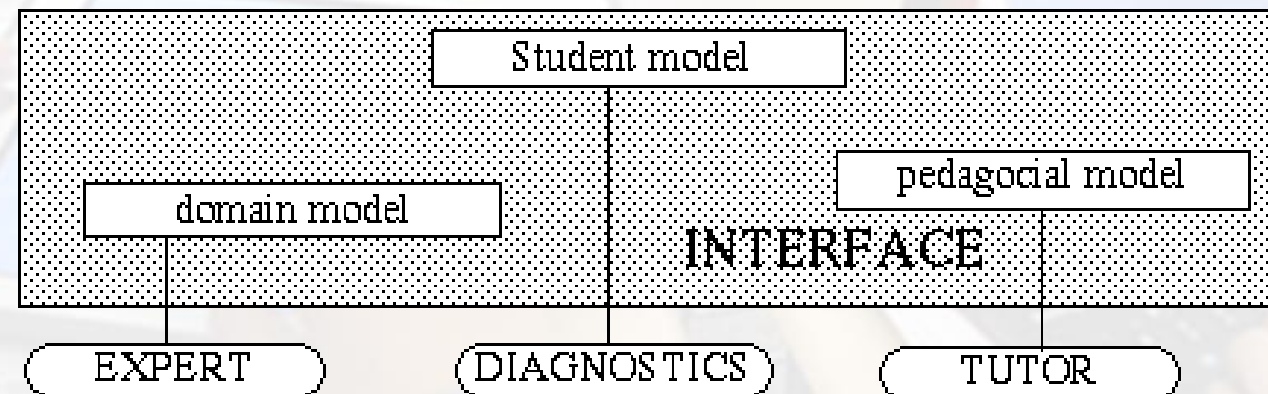 Student model
pedagocial model
domain model
INTERFACE
EXPERT
DIAGNOSTICS
TUTOR